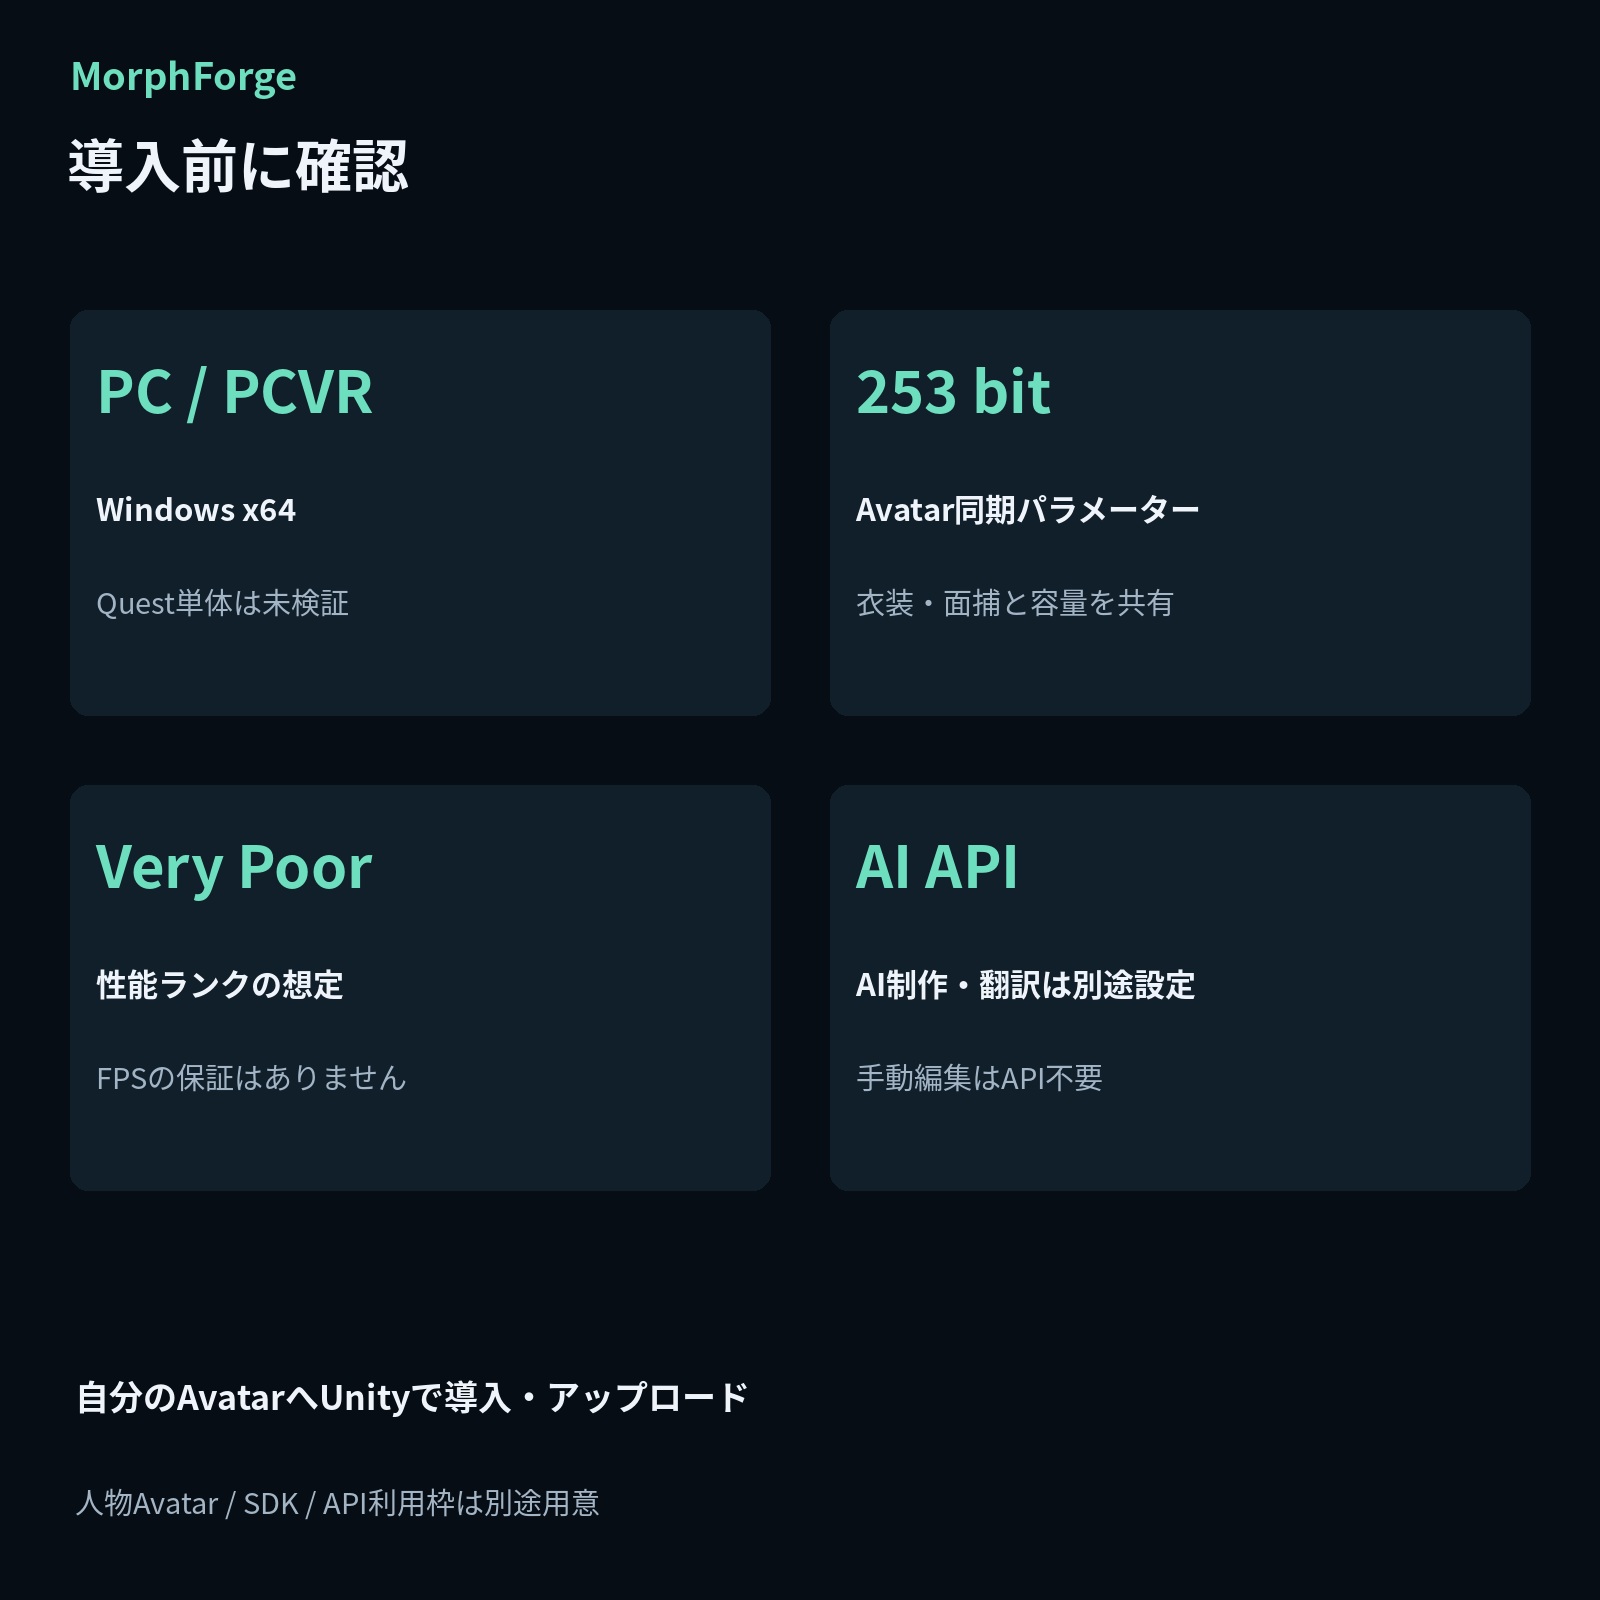 MorphForge
導入前に確認
PC / PCVR
Windows x64
Quest単体は未検証
253 bit
Avatar同期パラメーター
衣装・面捕と容量を共有
Very Poor
性能ランクの想定
FPSの保証はありません
AI API
AI制作・翻訳は別途設定
手動編集はAPI不要
自分のAvatarへUnityで導入・アップロード
人物Avatar / SDK / API利用枠は別途用意